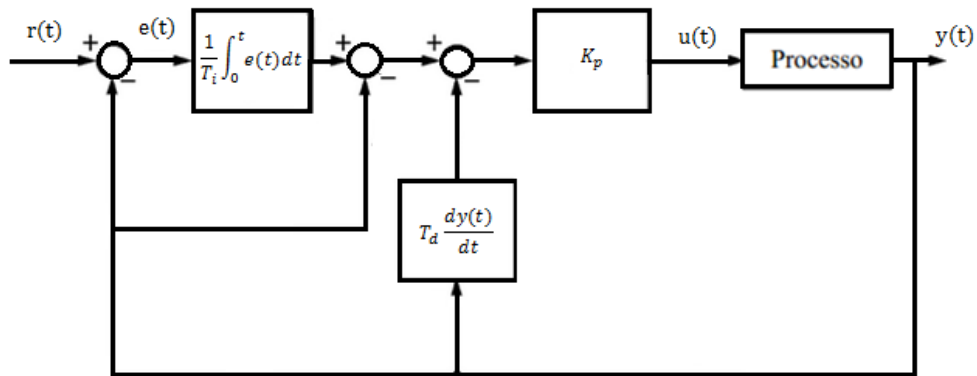 r(t)
+
−
e(t)
1/T_i ∫_0^t e(t)dt
+
−
+
−
K_p
u(t)
Processo
y(t)
T_d dy(t)/dt